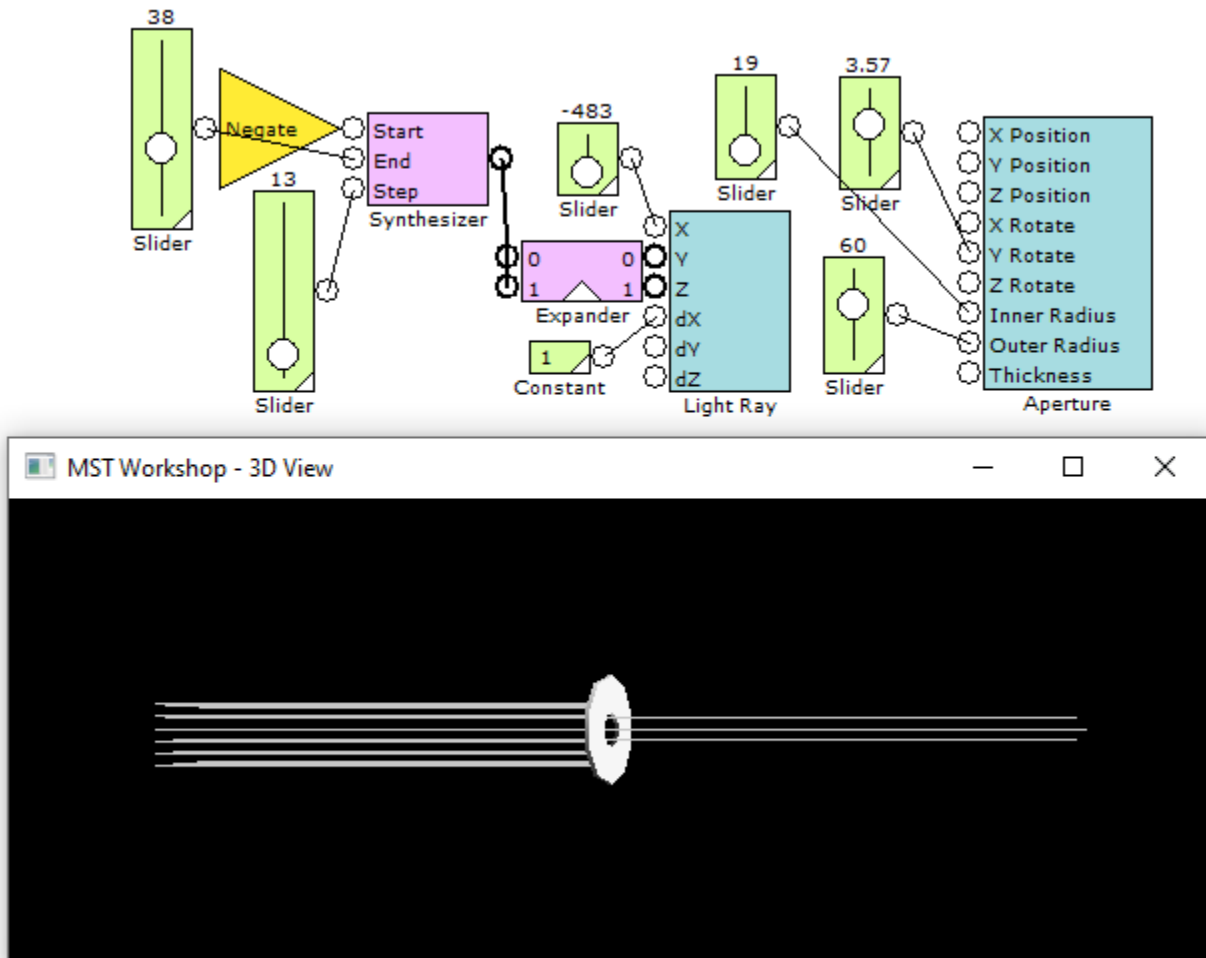 38
Negate
Start
End
Step
Synthesizer
Slider
13
Slider
-483
Slider
0 0
1 1
Expander
1
Constant
X
Y
Z
dX
dY
dZ
Light Ray
19
Slider
3.57
Slider
60
Slider
X Position
Y Position
Z Position
X Rotate
Y Rotate
Z Rotate
Inner Radius
Outer Radius
Thickness
Aperture
MST Workshop - 3D View